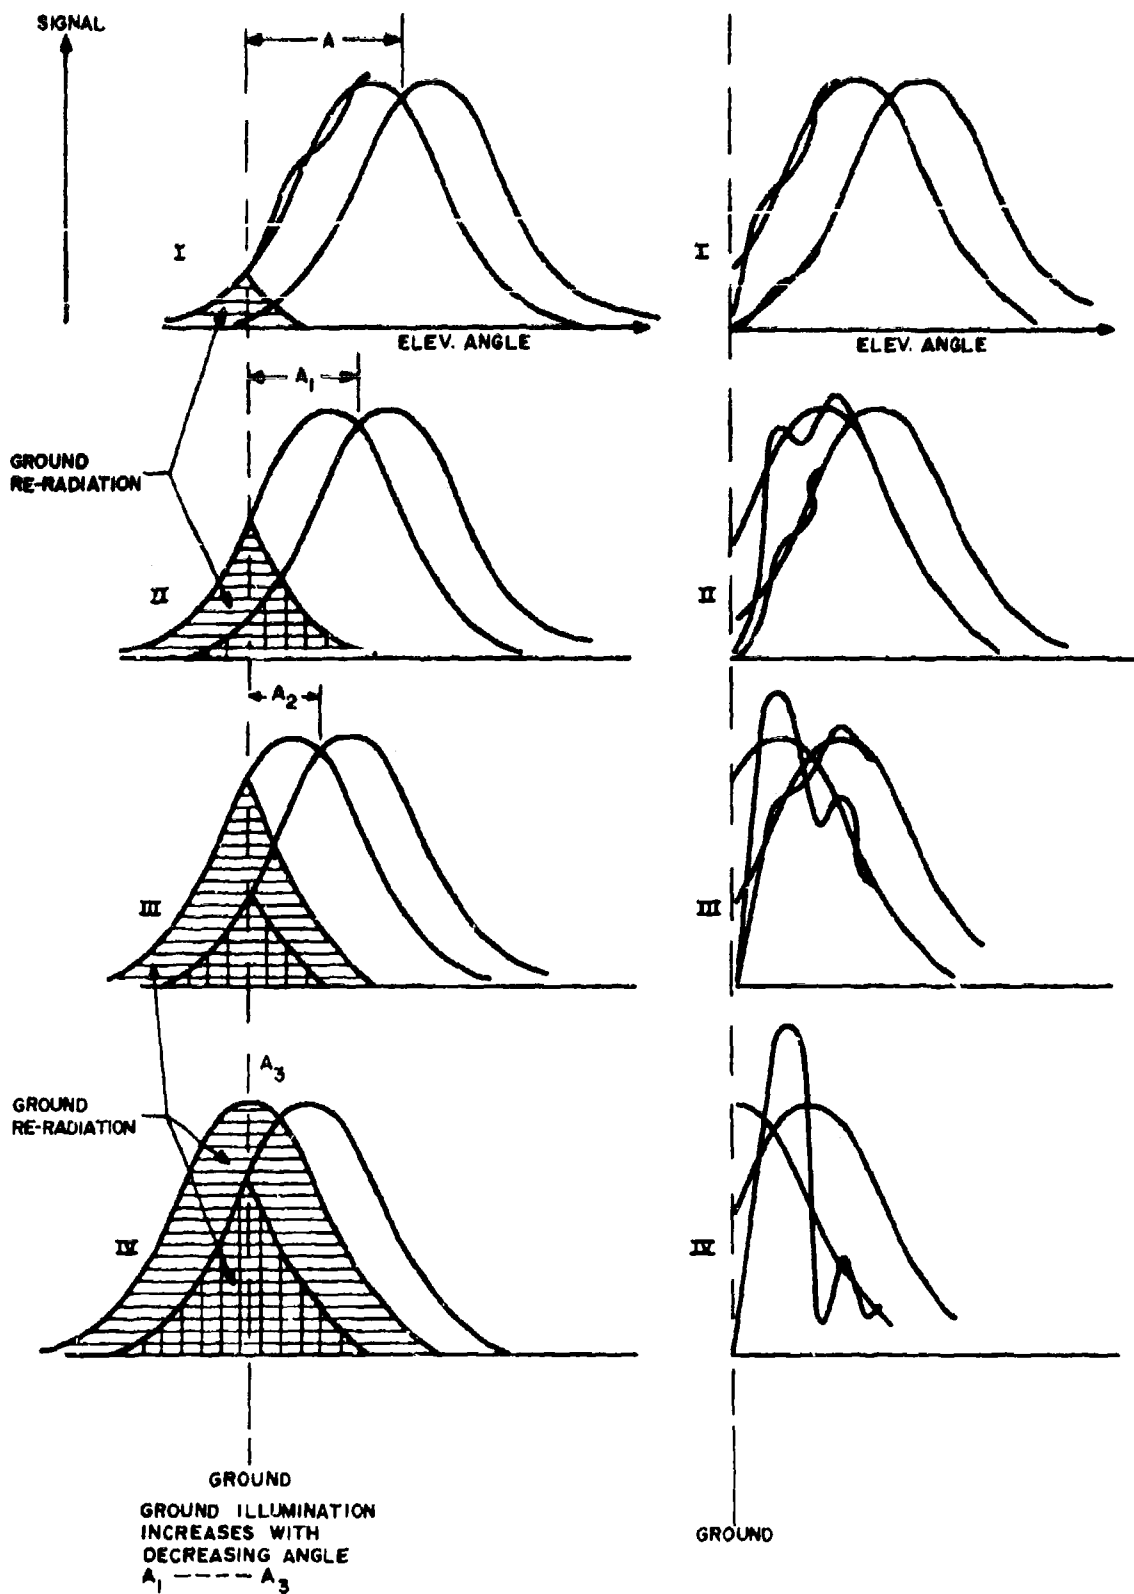 SIGNAL
A
I
I
ELEV. ANGLE
ELEV. ANGLE
A₁
GROUND
RE-RADIATION
II
II
A₂
III
III
A₃
GROUND
RE-RADIATION
IV
IV
GROUND
GROUND ILLUMINATION
INCREASES WITH
DECREASING ANGLE
A₁ ----- A₃
GROUND